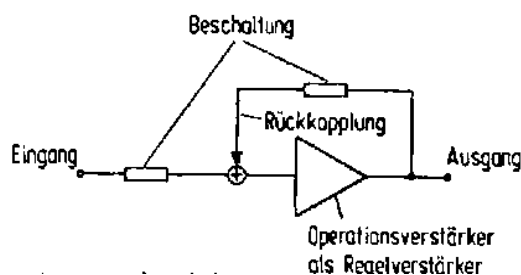 Beschaltung
Rückkopplung
Eingang
Ausgang
Operationsverstärker
als Regelverstärker